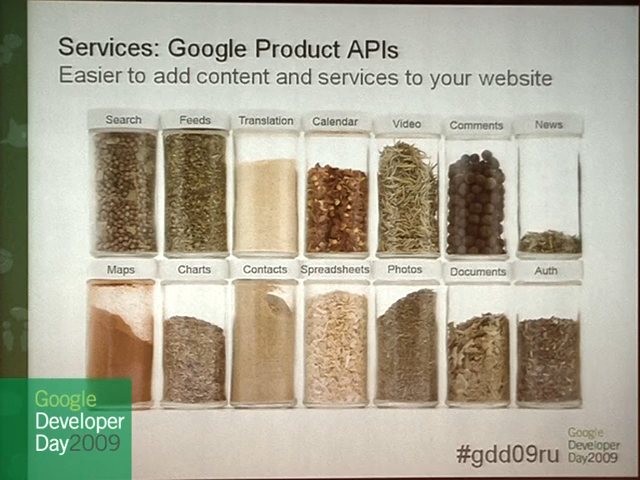 Services: Google Product APIs
Easier to add content and services to your website
Search Feeds Translation Calendar Video Comments News
Maps Charts Contacts Spreadsheets Photos Documents Auth
Google
Developer
Day2009
#gdd09ru
Google
Developer
Day2009